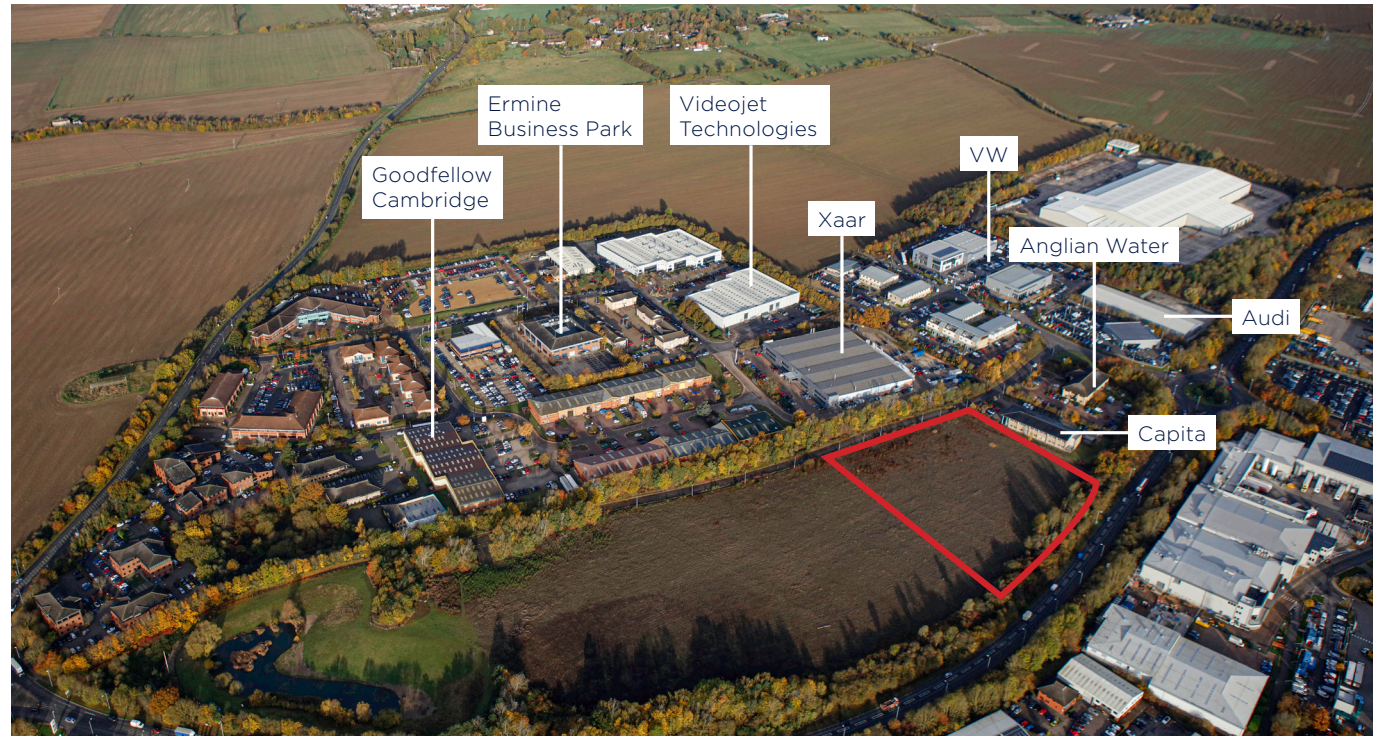 Ermine
Business Park
Videojet
Technologies
VW
Goodfellow
Cambridge
Xaar
Anglian Water
Audi
Capita